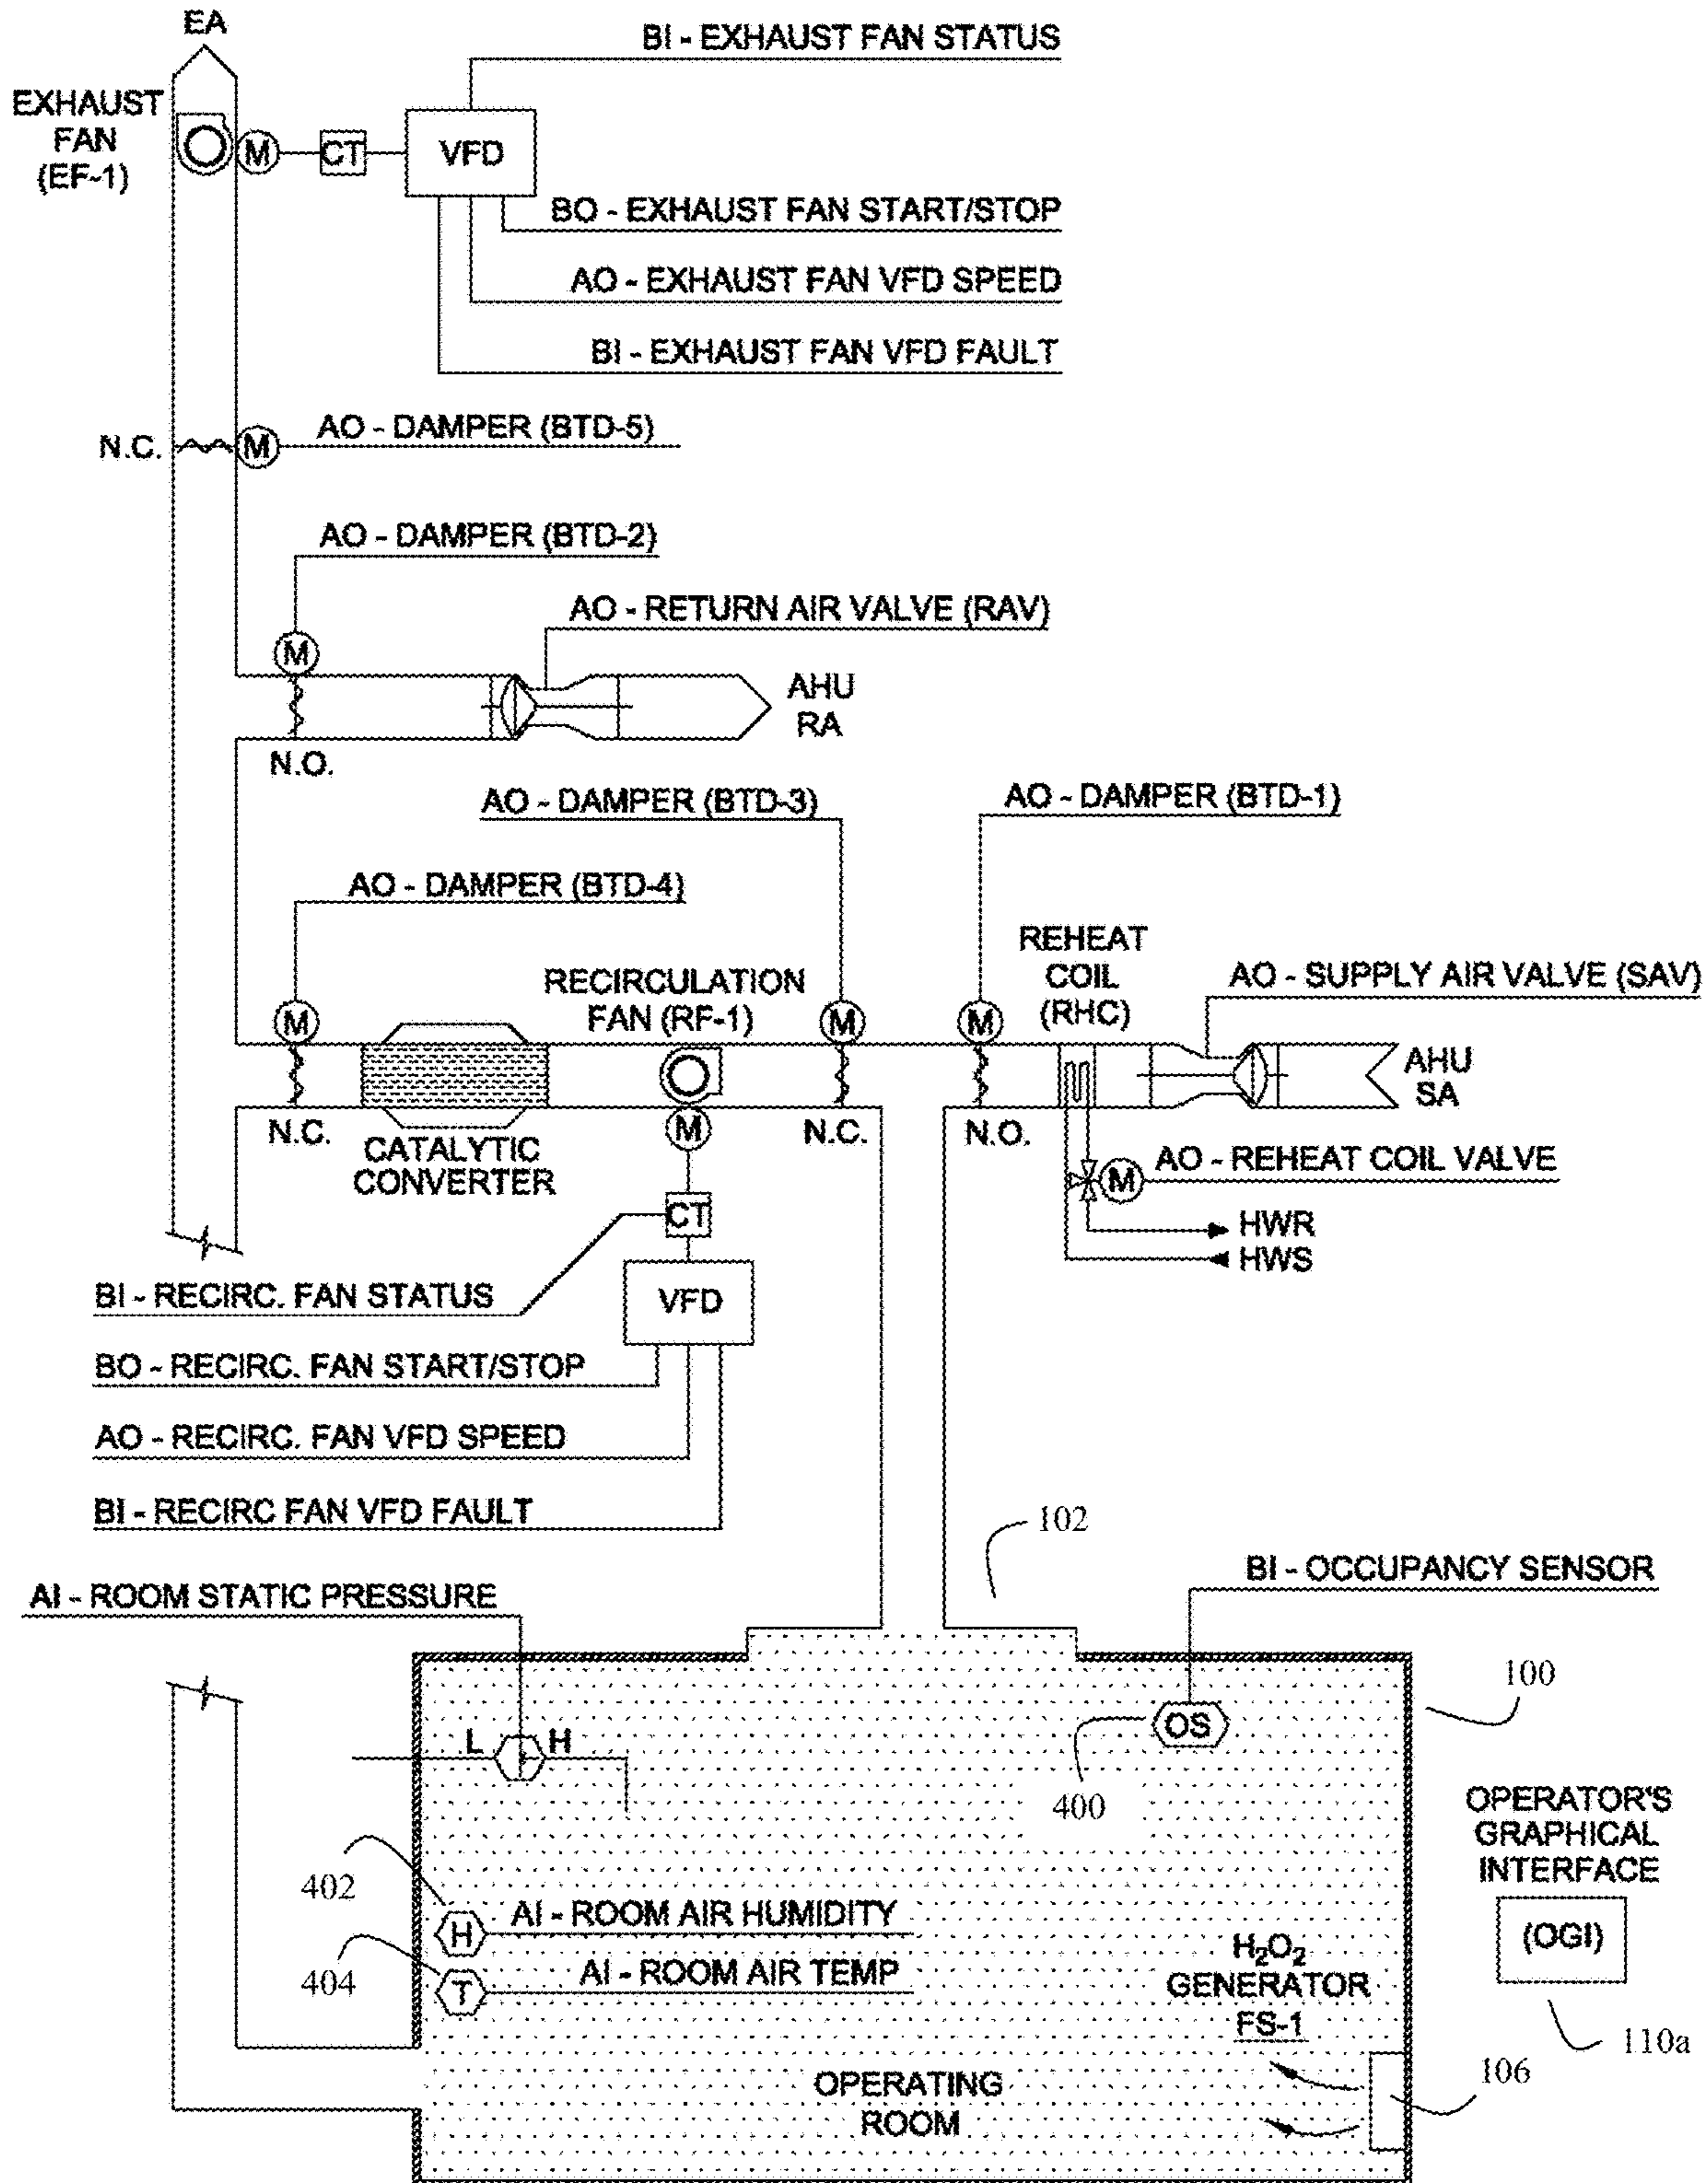 EA
BI - EXHAUST FAN STATUS
EXHAUST
FAN
(EF-1)
M
CT
VFD
BO - EXHAUST FAN START/STOP
AO - EXHAUST FAN VFD SPEED
BI - EXHAUST FAN VFD FAULT
N.C.
M
AO - DAMPER (BTD-5)
AO - DAMPER (BTD-2)
AO - RETURN AIR VALVE (RAV)
M
AHU
RA
N.O.
AO - DAMPER (BTD-3)
AO - DAMPER (BTD-1)
AO - DAMPER (BTD-4)
REHEAT
COIL
(RHC)
AO - SUPPLY AIR VALVE (SAV)
RECIRCULATION
FAN (RF-1)
M
M
M
AHU
SA
N.C.
CATALYTIC
CONVERTER
M
N.C.
N.O.
M
AO - REHEAT COIL VALVE
CT
HWR
HWS
BI - RECIRC. FAN STATUS
VFD
BO - RECIRC. FAN START/STOP
AO - RECIRC. FAN VFD SPEED
BI - RECIRC FAN VFD FAULT
102
BI - OCCUPANCY SENSOR
AI - ROOM STATIC PRESSURE
100
OS
L
H
400
OPERATOR'S
GRAPHICAL
INTERFACE
(OGI)
402
H
AI - ROOM AIR HUMIDITY
404
T
AI - ROOM AIR TEMP
H₂O₂
GENERATOR
FS-1
110a
106
OPERATING
ROOM